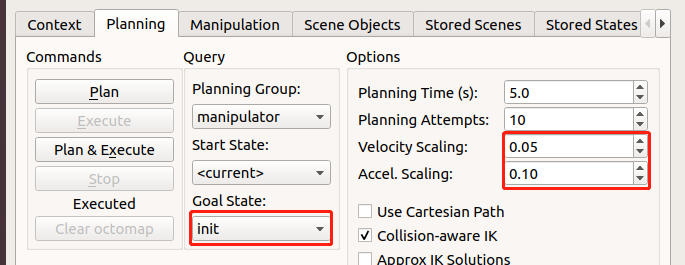 Context Planning Manipulation Scene Objects Stored Scenes Stored States
Commands
Plan
Execute
Plan & Execute
Stop
Executed
Clear octomap
Query
Planning Group:
manipulator
Start State:
<current>
Goal State:
init
Options
Planning Time (s): 5.0
Planning Attempts: 10
Velocity Scaling: 0.05
Accel. Scaling: 0.10
Use Cartesian Path
Collision-aware IK
Approx IK Solutions